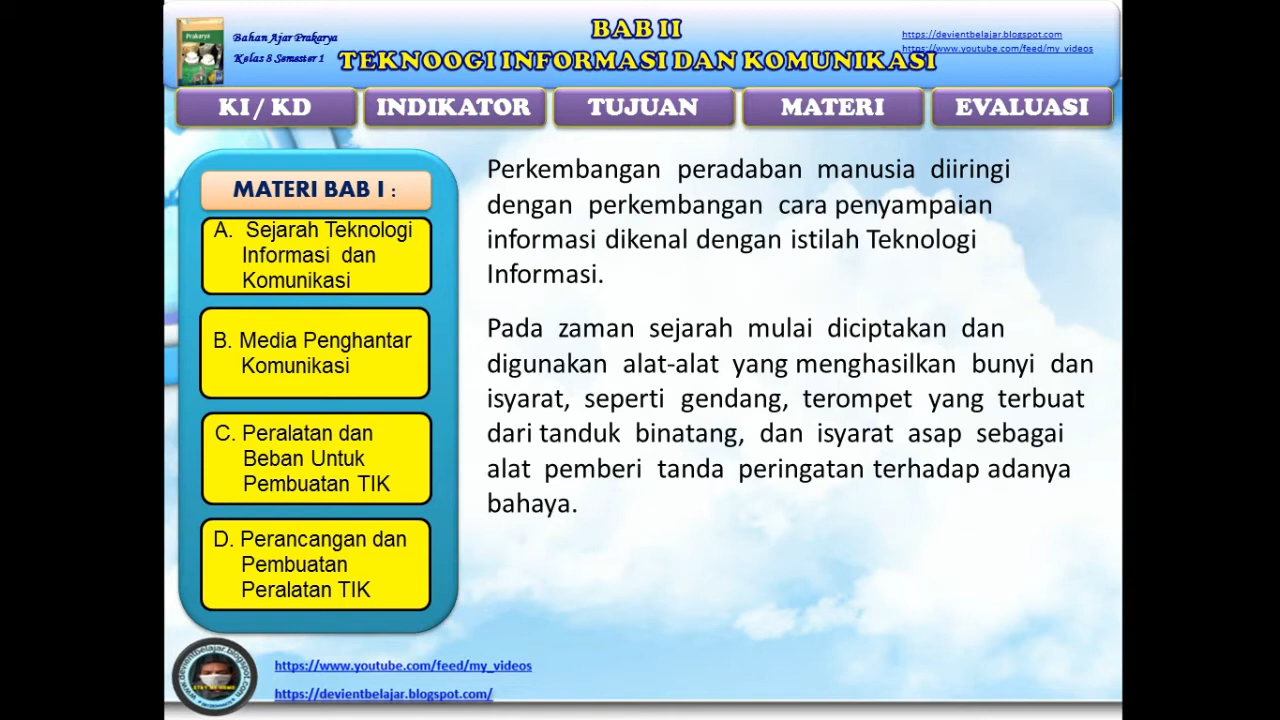 Prakarya
Bahan Ajar Prakarya
Kelas 8 Semester 1
BAB II
TEKNOOGI INFORMASI DAN KOMUNIKASI
https://devientbelajar.blogspot.com
https://www.youtube.com/feed/my_videos
KI / KD
INDIKATOR
TUJUAN
MATERI
EVALUASI
MATERI BAB I :
A. Sejarah Teknologi
Informasi dan
Komunikasi
B. Media Penghantar
Komunikasi
C. Peralatan dan
Beban Untuk
Pembuatan TIK
D. Perancangan dan
Pembuatan
Peralatan TIK
Perkembangan peradaban manusia diiringi
dengan perkembangan cara penyampaian
informasi dikenal dengan istilah Teknologi
Informasi.
Pada zaman sejarah mulai diciptakan dan
digunakan alat-alat yang menghasilkan bunyi dan
isyarat, seperti gendang, terompet yang terbuat
dari tanduk binatang, dan isyarat asap sebagai
alat pemberi tanda peringatan terhadap adanya
bahaya.
https://www.youtube.com/feed/my_videos
https://devientbelajar.blogspot.com/